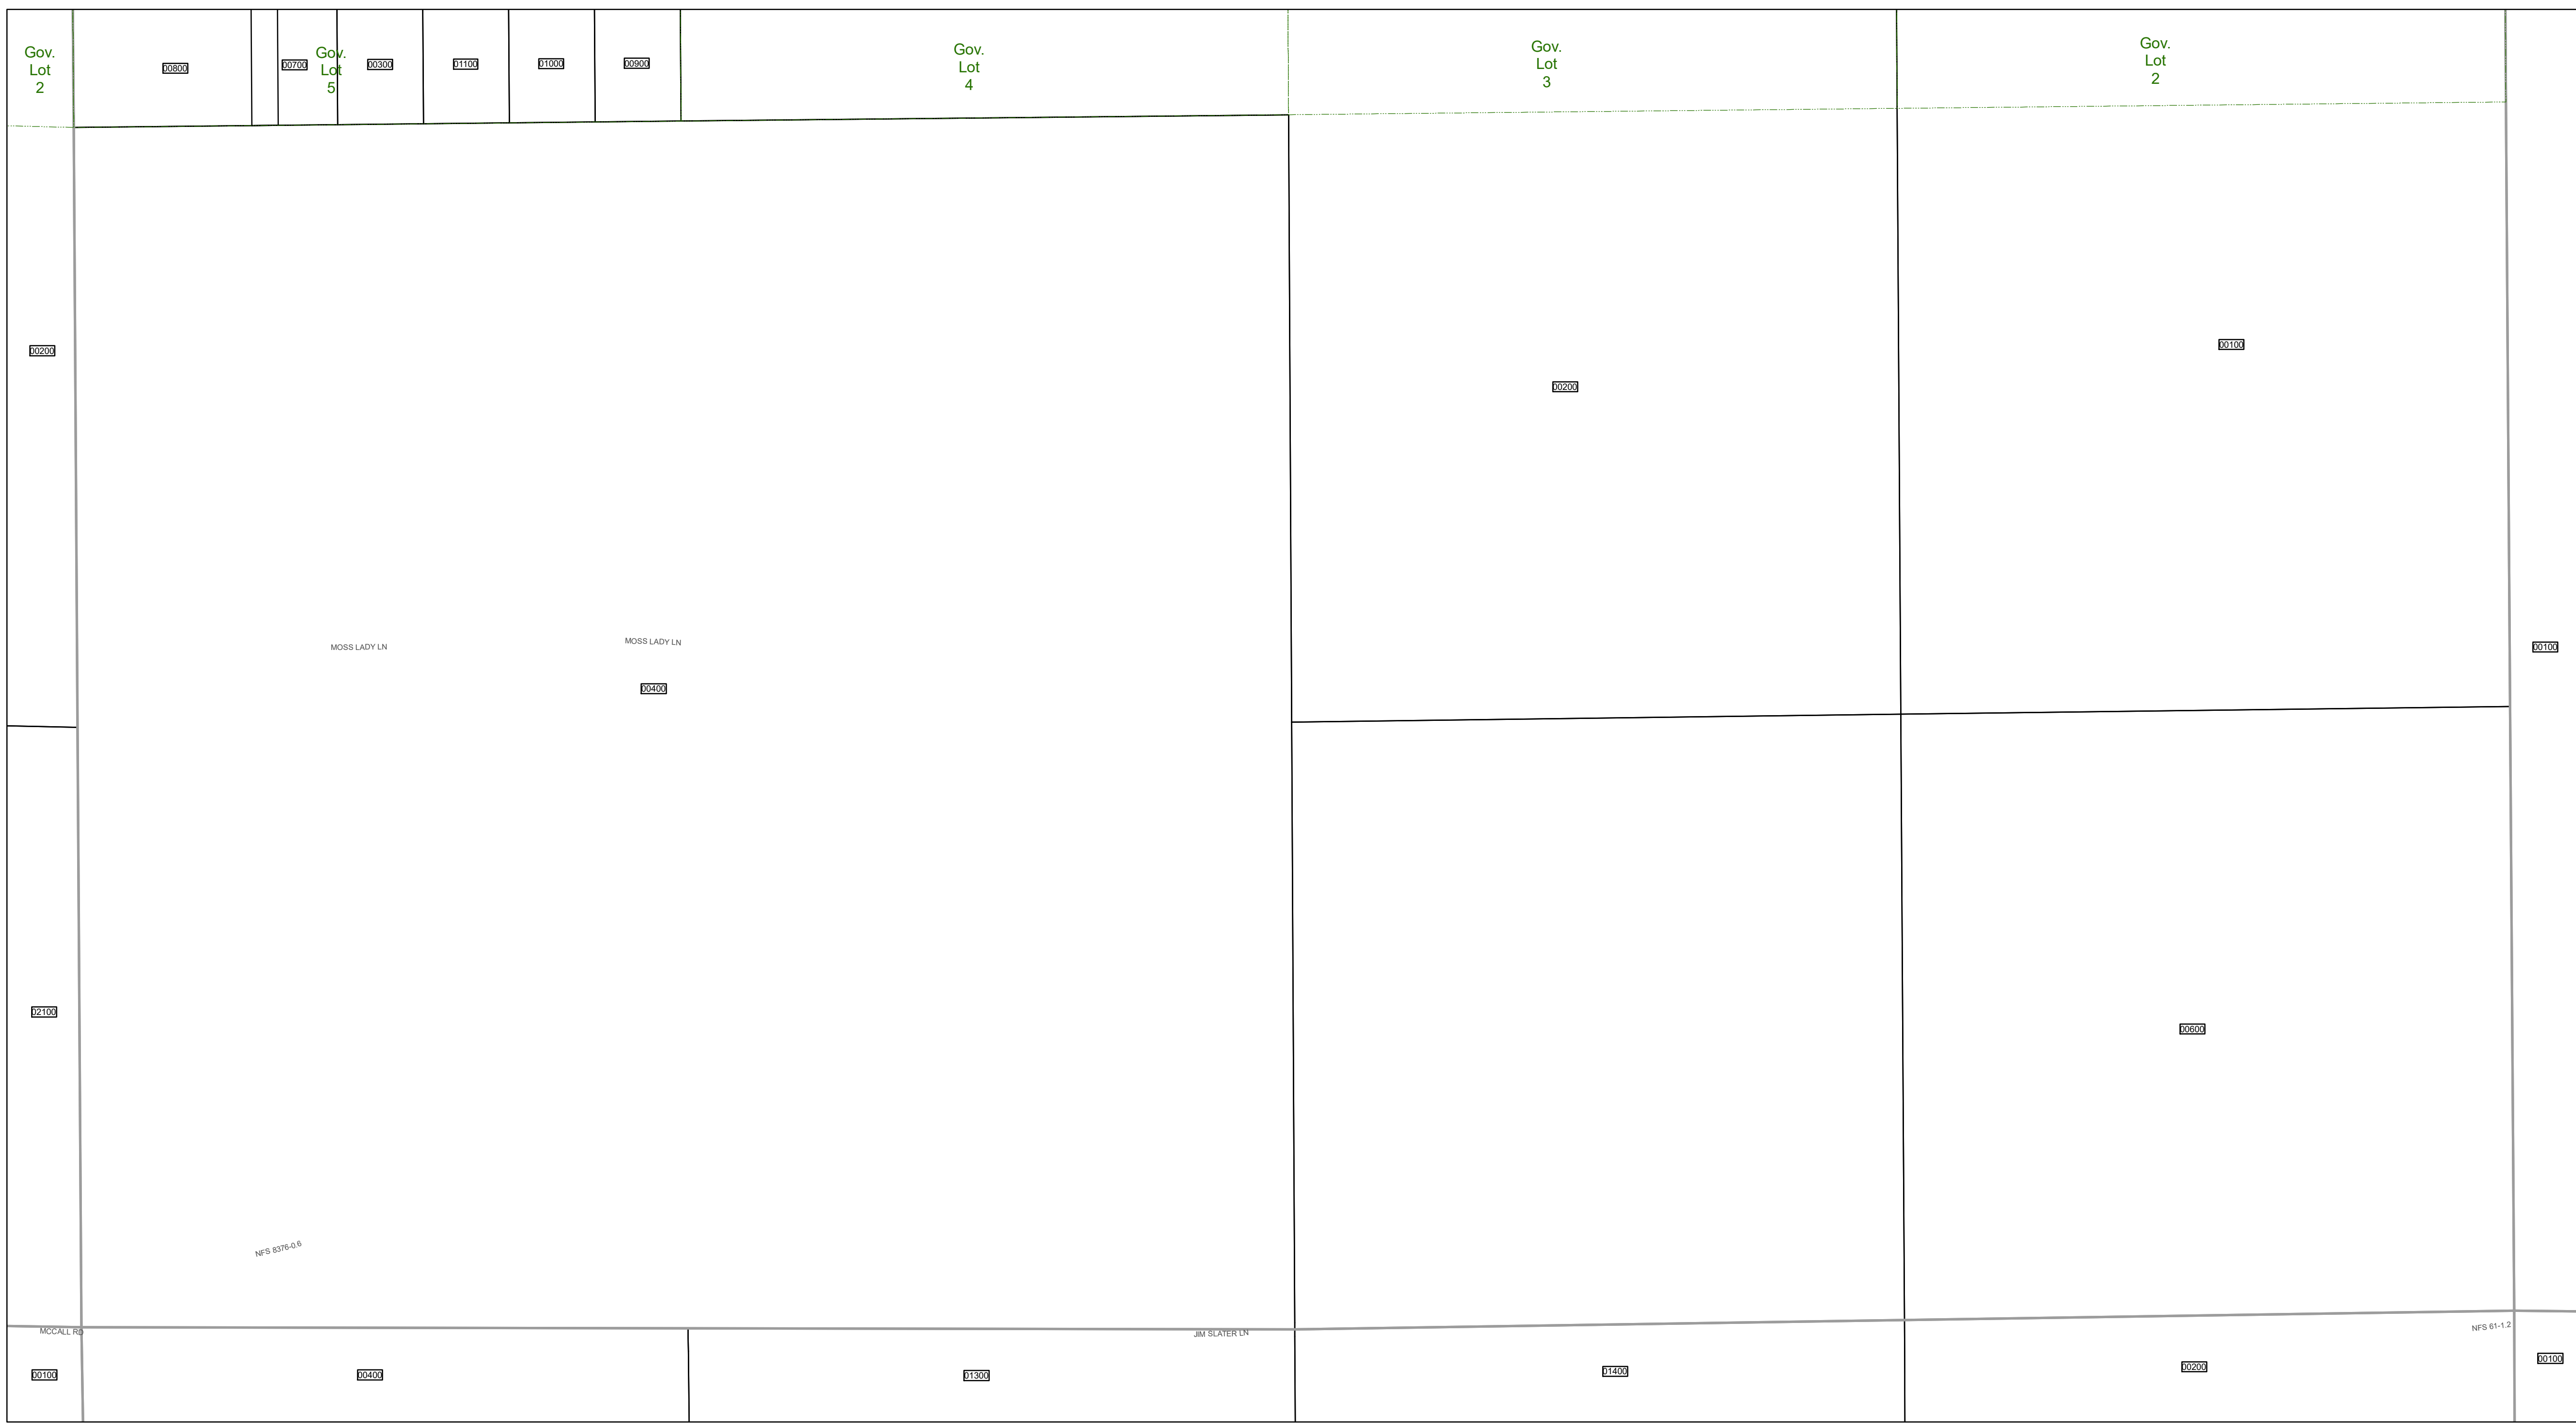 Gov.
Lot
2
00800
00700
Gov.
Lot
5
00300
01100
01000
00900
Gov.
Lot
4
Gov.
Lot
3
Gov.
Lot
2
00200
00200
00100
MOSS LADY LN
MOSS LADY LN
00400
00100
02100
00600
NFS 8376-0.6
MCCALL RD
JIM SLATER LN
NFS 61-1.2
00100
00400
01300
01400
00200
00100